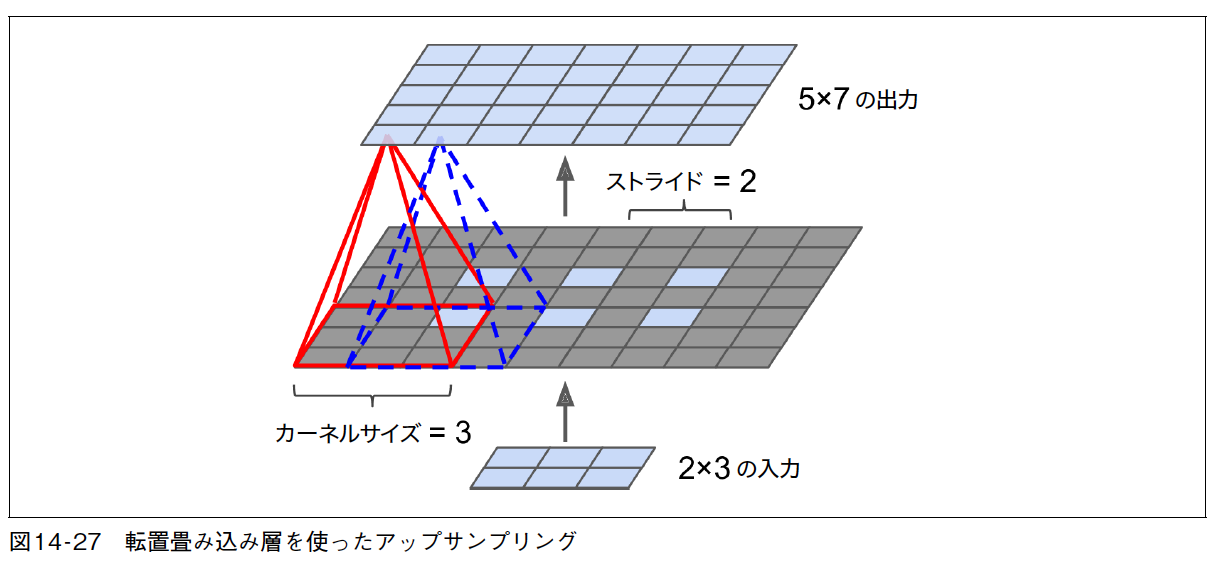 5×7 の出力
ストライド = 2
カーネルサイズ = 3
2×3 の入力
図14-27 転置畳み込み層を使ったアップサンプリング